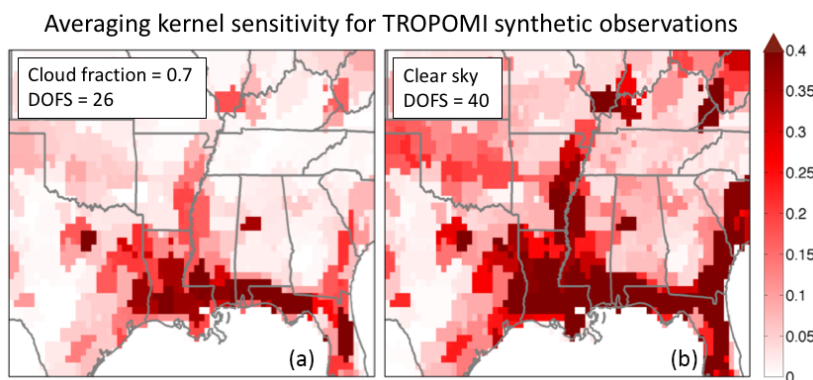 Averaging kernel sensitivity for TROPOMI synthetic observations
Cloud fraction = 0.7
DOFS = 26
(a)
Clear sky
DOFS = 40
(b)
0.4
0.35
0.3
0.25
0.2
0.15
0.1
0.05
0